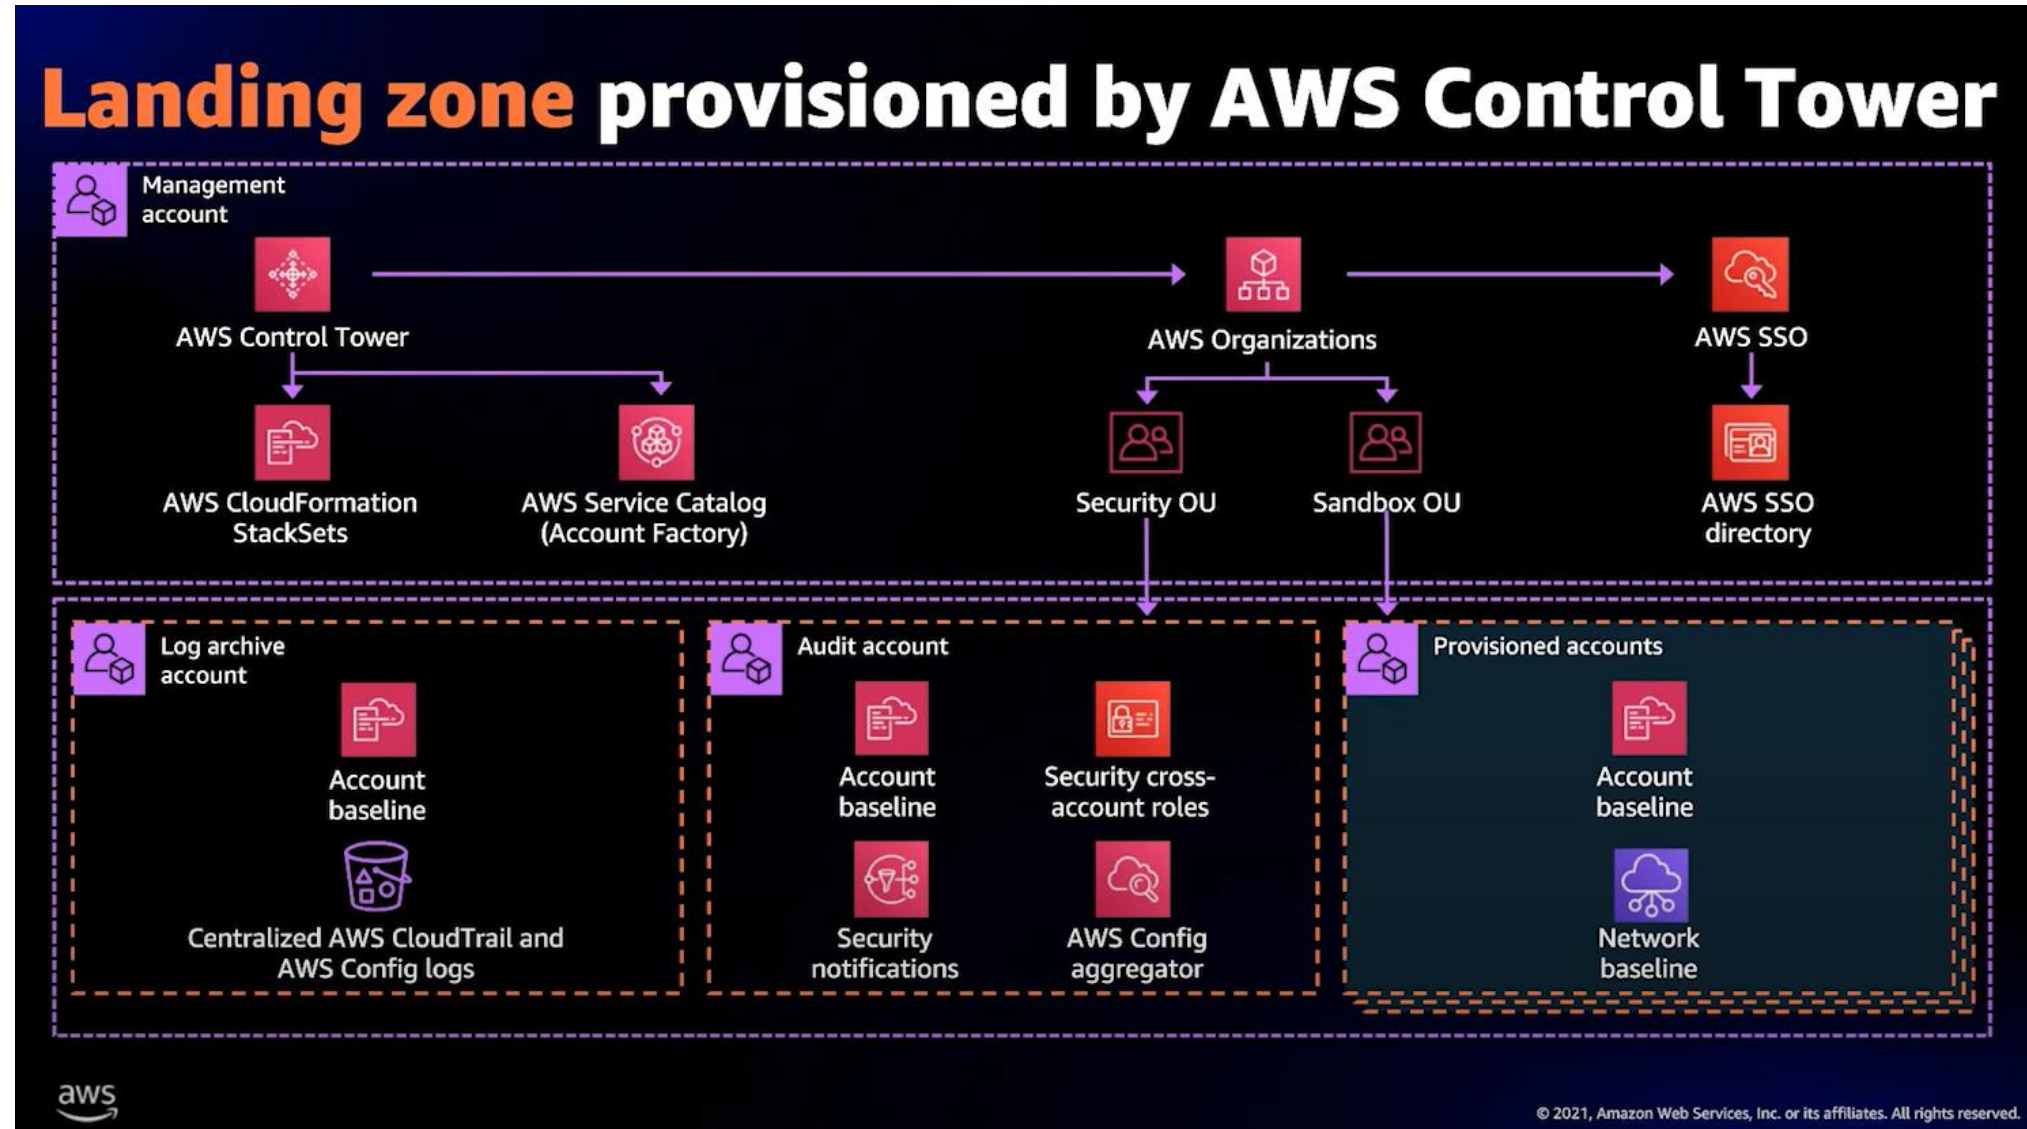 Landing zone provisioned by AWS Control Tower
Management
account
AWS Control Tower
AWS Organizations
AWS SSO
AWS CloudFormation
StackSets
AWS Service Catalog
(Account Factory)
Security OU
Sandbox OU
AWS SSO
directory
Log archive
account
Account
baseline
Centralized AWS CloudTrail and
AWS Config logs
Audit account
Account
baseline
Security cross-
account roles
Security
notifications
AWS Config
aggregator
Provisioned accounts
Account
baseline
Network
baseline
aws
© 2021, Amazon Web Services, Inc. or its affiliates. All rights reserved.